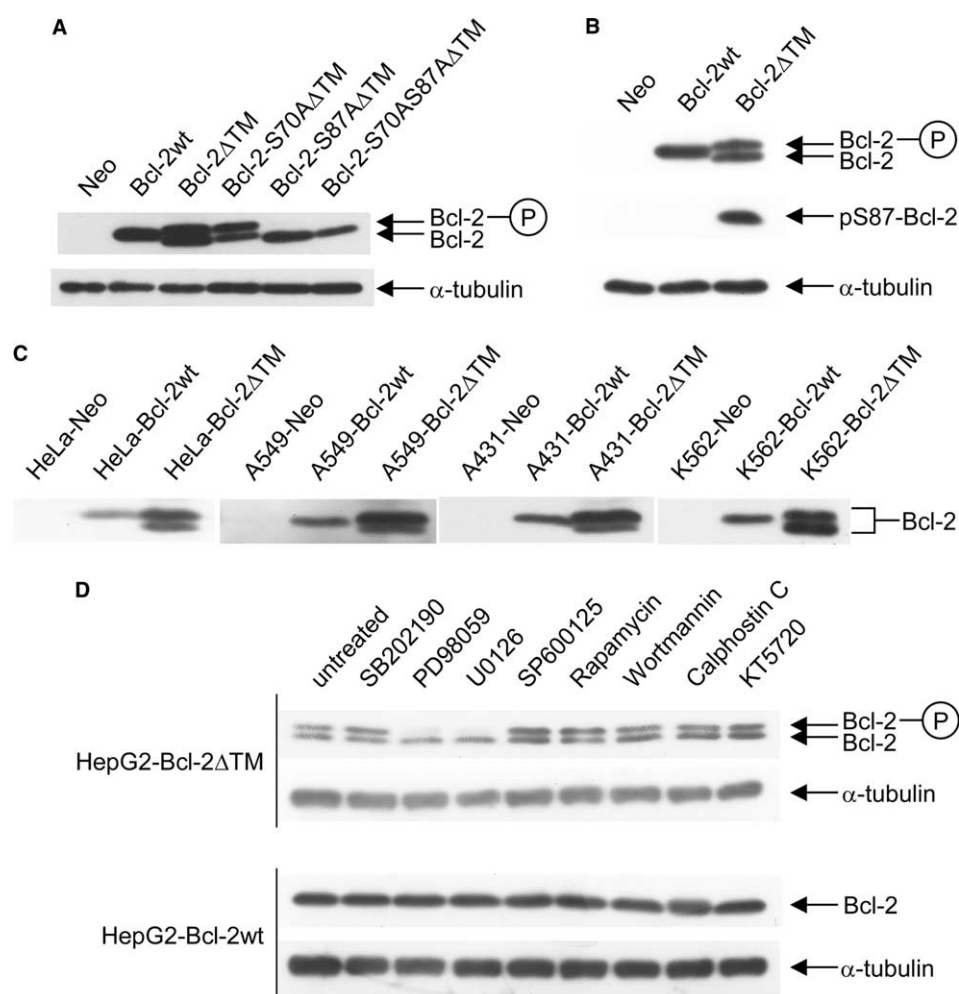 A
Neo
Bcl-2wt
Bcl-2ΔTM
Bcl-2-S70AΔTM
Bcl-2-S87AΔTM
Bcl-2-S70AS87AΔTM
Bcl-2 P
Bcl-2
α-tubulin
B
Neo
Bcl-2wt
Bcl-2ΔTM
Bcl-2 P
Bcl-2
pS87-Bcl-2
α-tubulin
C
HeLa-Neo
HeLa-Bcl-2wt
HeLa-Bcl-2ΔTM
A549-Neo
A549-Bcl-2wt
A549-Bcl-2ΔTM
A431-Neo
A431-Bcl-2wt
A431-Bcl-2ΔTM
K562-Neo
K562-Bcl-2wt
K562-Bcl-2ΔTM
Bcl-2
D
untreated
SB202190
PD98059
U0126
SP600125
Rapamycin
Wortmannin
Calphostin C
KT5720
HepG2-Bcl-2ΔTM
Bcl-2 P
Bcl-2
α-tubulin
HepG2-Bcl-2wt
Bcl-2
α-tubulin